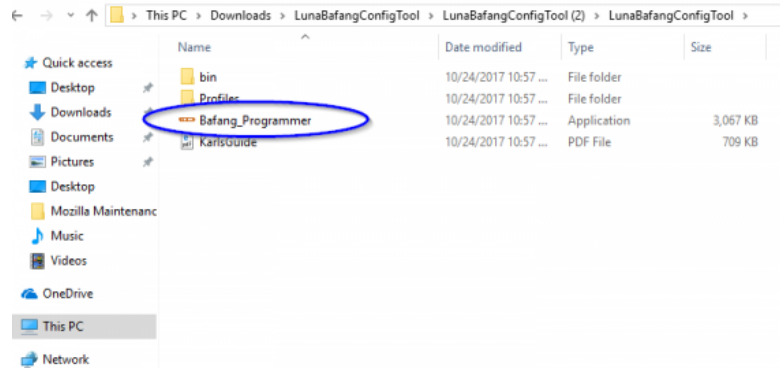 This PC > Downloads > LunaBafangConfigTool > LunaBafangConfigTool (2) > LunaBafangConfigTool >
Name Date modified Type Size
Quick access
Desktop
Downloads
Documents
Pictures
Desktop
Mozilla Maintenanc
Music
Videos
OneDrive
This PC
Network
bin 10/24/2017 10:57 ... File folder
Profiles 10/24/2017 10:57 ... File folder
Bafang_Programmer 10/24/2017 10:57 ... Application 3,067 KB
KarlsGuide 10/24/2017 10:57 ... PDF File 709 KB